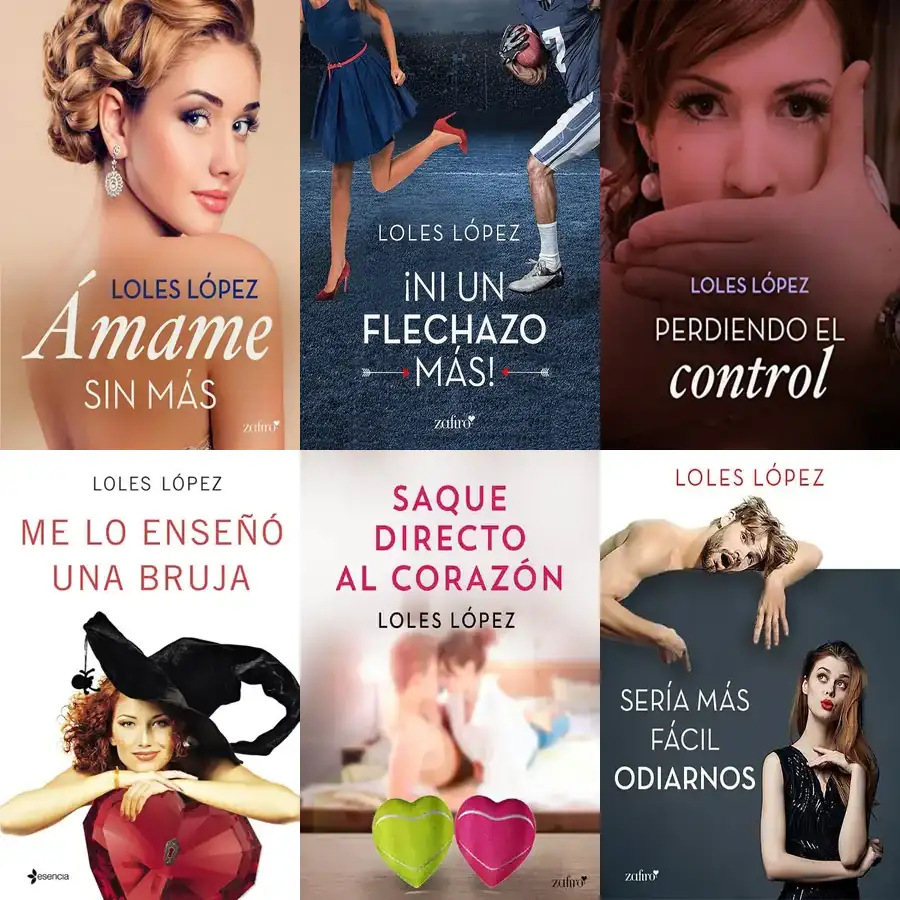 LOLES LÓPEZ
Ámame
SIN MÁS
zafiro
LOLES LÓPEZ
¡NI UN
FLECHAZO
MÁS!
zafiro
LOLES LÓPEZ
PERDIENDO EL
control
LOLES LÓPEZ
ME LO ENSEÑÓ
UNA BRUJA
esencia
SAQUE
DIRECTO
AL CORAZÓN
LOLES LÓPEZ
zafiro
LOLES LÓPEZ
SERÍA MÁS
FÁCIL
ODIARNOS
zafiro